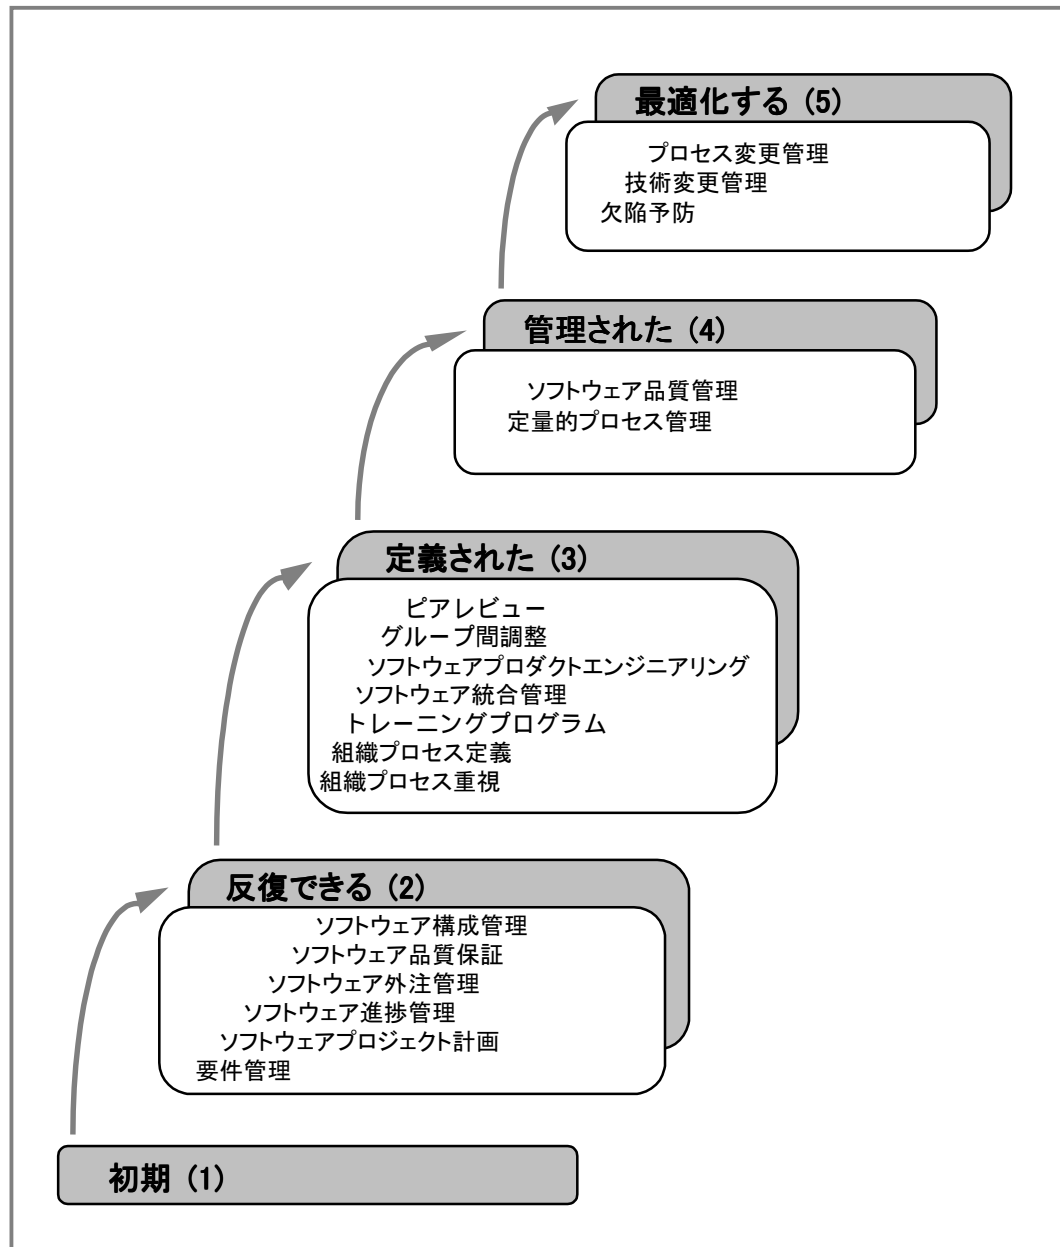 最適化する (5)
プロセス変更管理
技術変更管理
欠陥予防
管理された (4)
ソフトウェア品質管理
定量的プロセス管理
定義された (3)
ピアレビュー
グループ間調整
ソフトウェアプロダクトエンジニアリング
ソフトウェア統合管理
トレーニングプログラム
組織プロセス定義
組織プロセス重視
反復できる (2)
ソフトウェア構成管理
ソフトウェア品質保証
ソフトウェア外注管理
ソフトウェア進捗管理
ソフトウェアプロジェクト計画
要件管理
初期 (1)